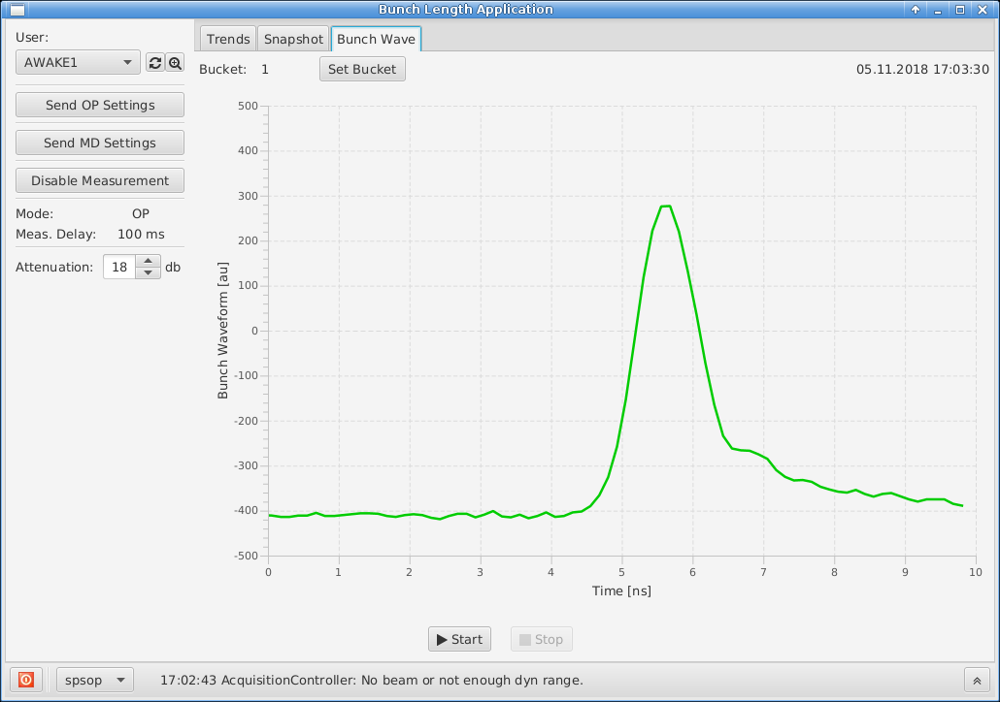 Bunch Length Application
User:
AWAKE1
Send OP Settings
Send MD Settings
Disable Measurement
Mode: OP
Meas. Delay: 100 ms
Attenuation: 18 db
Trends Snapshot Bunch Wave
Bucket: 1 Set Bucket 05.11.2018 17:03:30
Bunch Waveform [au]
500
400
300
200
100
0
-100
-200
-300
-400
-500
0 1 2 3 4 5 6 7 8 9 10
Time [ns]
Start Stop
spsop 17:02:43 AcquisitionController: No beam or not enough dyn range.